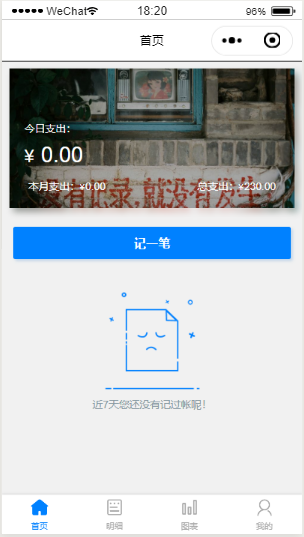 WeChat 18:20 96%
首页
今日支出:
¥ 0.00
本月支出: ¥0.00 总支出: ¥230.00
没有记录,就没有发生
记一笔
近7天您还没有记过帐呢!
首页 明细 图表 我的